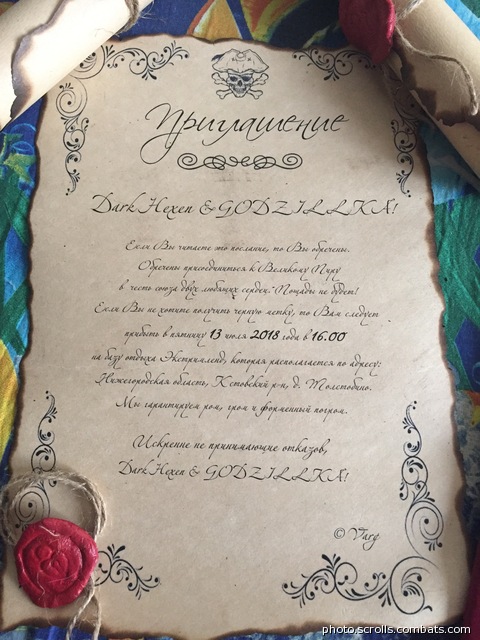 Приглашение
Dark Hexen & GODZILLKA!
Если Вы читаете это послание, то Вы обречены.
Обречены присоединиться к Великому Пиру
в честь союза двух любящих сердец. Пощады не будет!
Если Вы не хотите получить черную метку, то Вам следует
прибыть в пятницу 13 июля 2018 года в 16.00
на базу отдыха Экстримленд, которая располагается по адресу:
Нижегородская область, Кстовский р-н, д. Толстобино.
Мы гарантируем ром, гром и форменный погром.
Искренне не принимающие отказов,
Dark Hexen & GODZILLKA!
© Varg
photo.scrolls.combats.com